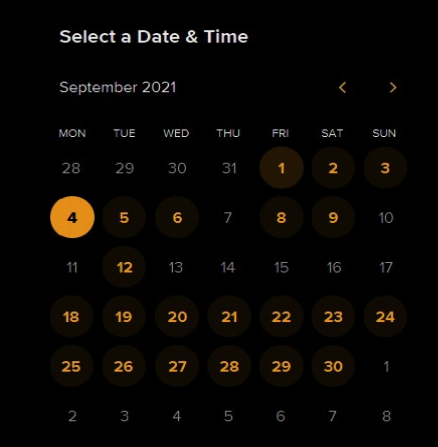 Select a Date & Time
September 2021
MON TUE WED THU FRI SAT SUN
28 29 30 31 1 2 3
4 5 6 7 8 9 10
11 12 13 14 15 16 17
18 19 20 21 22 23 24
25 26 27 28 29 30 1
2 3 4 5 6 7 8